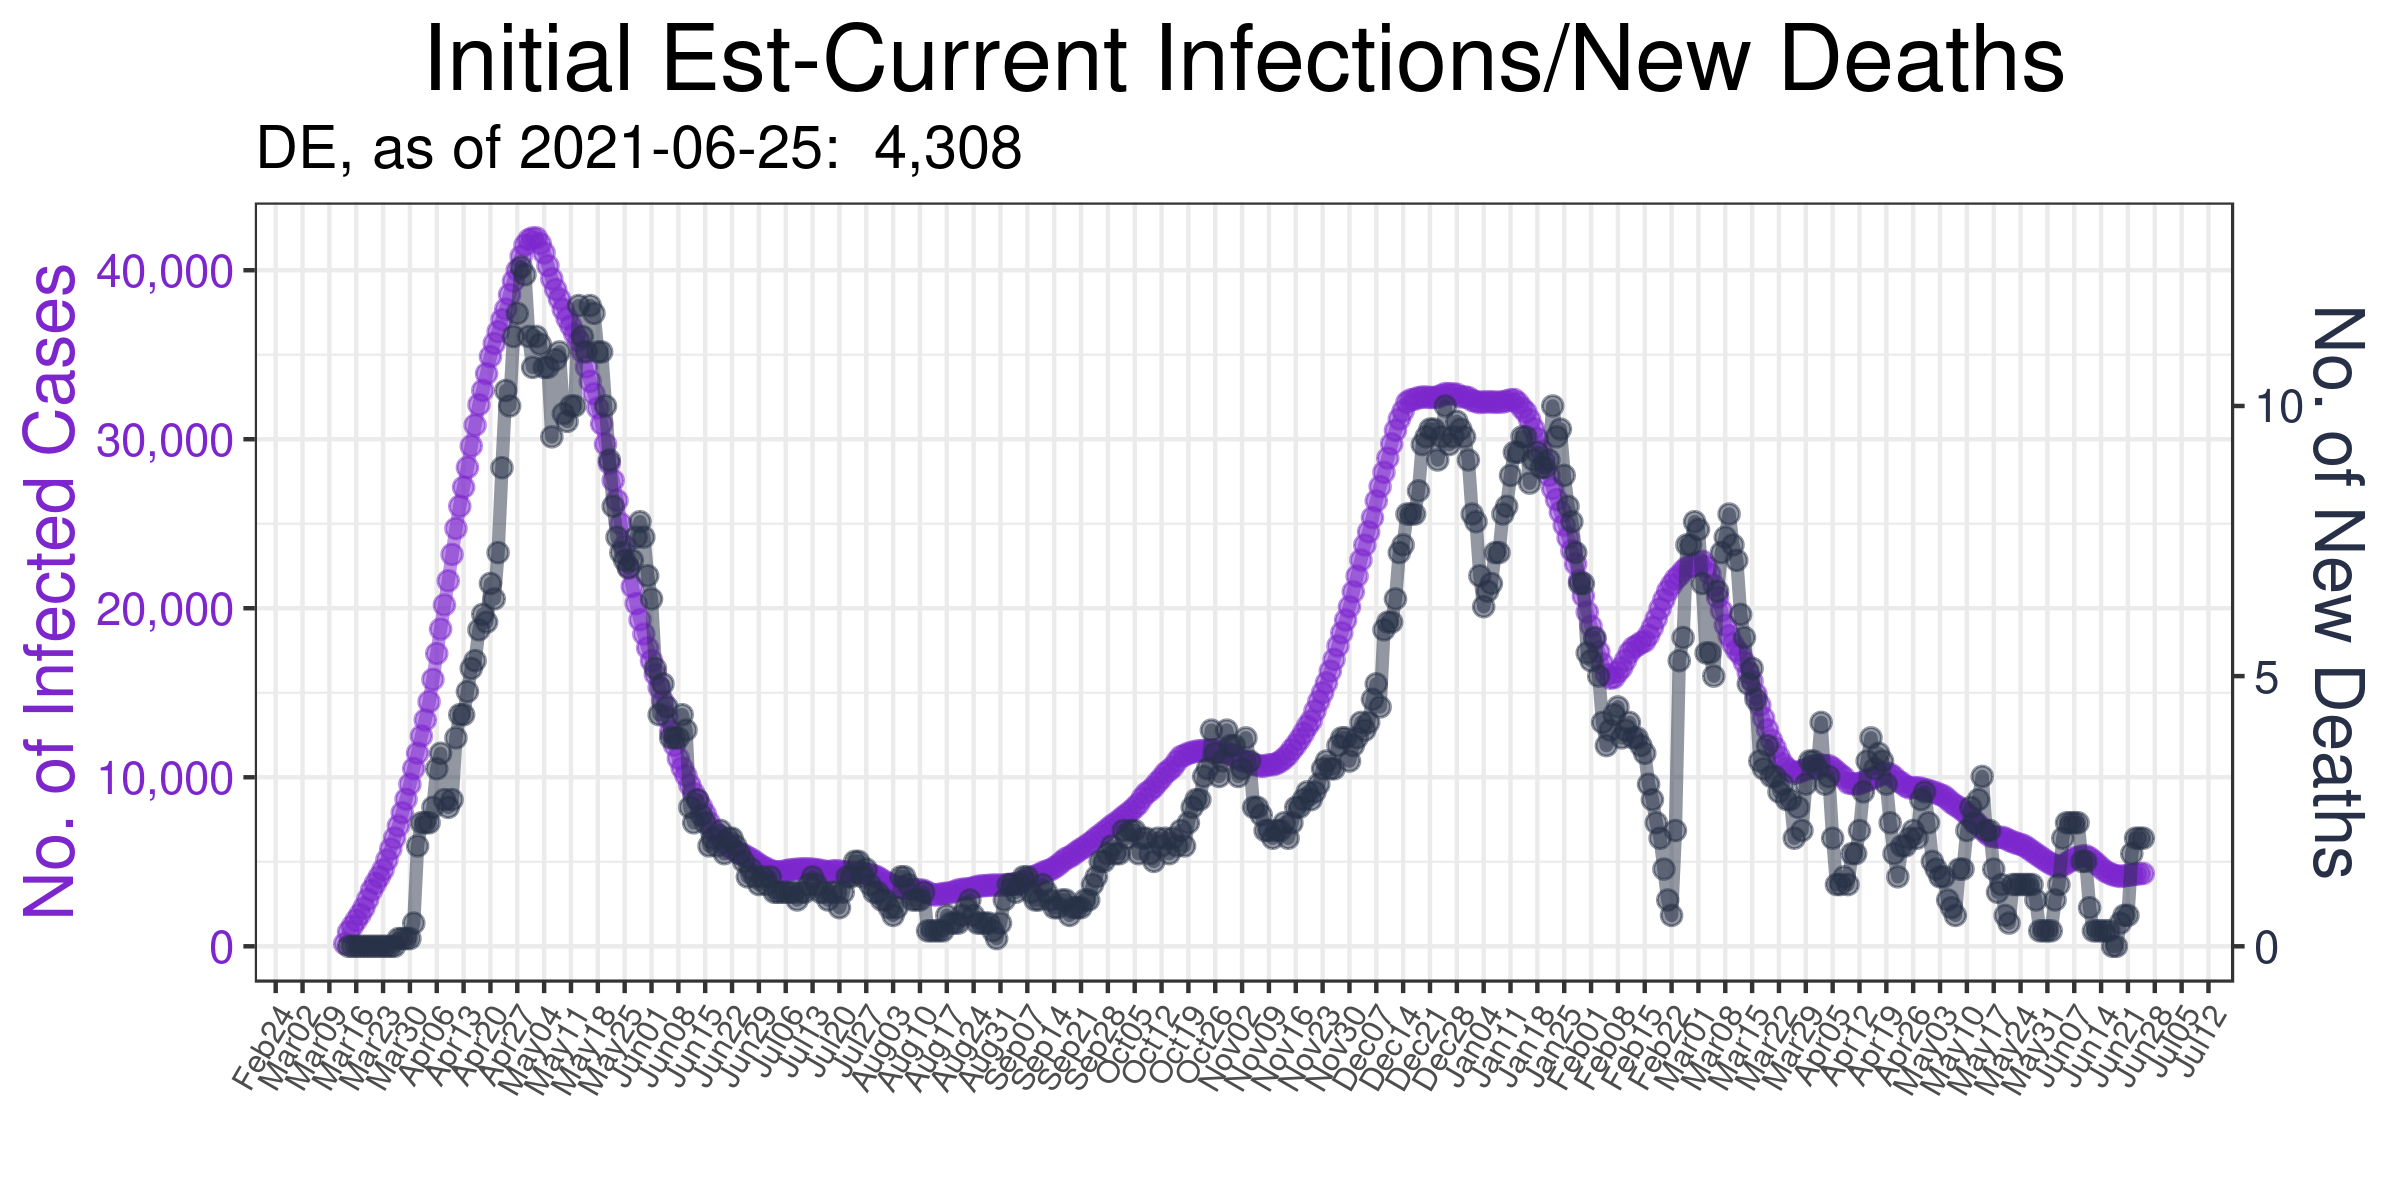 Initial Est-Current Infections/New Deaths
DE, as of 2021-06-25: 4,308
No. of Infected Cases
40,000
30,000
20,000
10,000
0
10
5
0
No. of New Deaths
Feb24
Mar02
Mar09
Mar16
Mar23
Mar30
Apr06
Apr13
Apr20
Apr27
May04
May11
May18
May25
Jun01
Jun08
Jun15
Jun22
Jun29
Jul06
Jul13
Jul20
Jul27
Aug03
Aug10
Aug17
Aug24
Aug31
Sep07
Sep14
Sep21
Sep28
Oct05
Oct12
Oct19
Oct26
Nov02
Nov09
Nov16
Nov23
Nov30
Dec07
Dec14
Dec21
Dec28
Jan04
Jan11
Jan18
Jan25
Feb01
Feb08
Feb15
Feb22
Mar01
Mar08
Mar15
Mar22
Mar29
Apr05
Apr12
Apr19
Apr26
May03
May10
May17
May24
May31
Jun07
Jun14
Jun21
Jun28
Jul05
Jul12